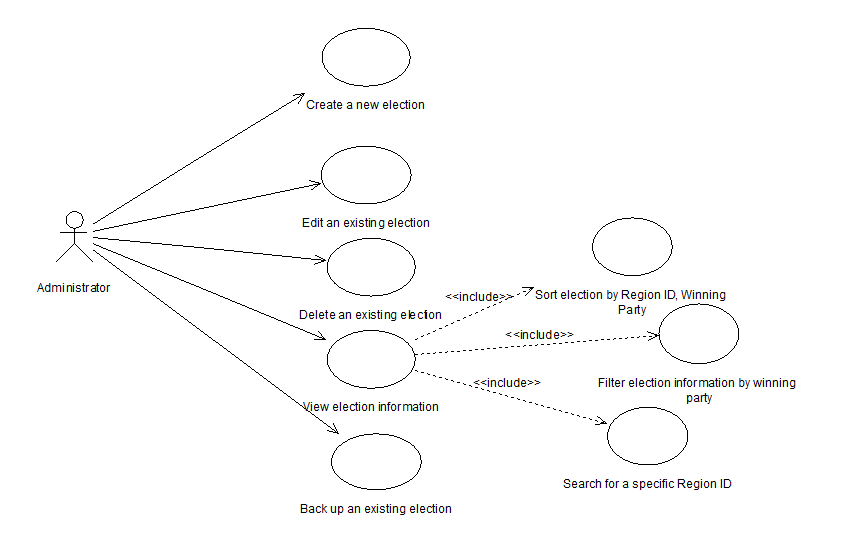 Create a new election
Edit an existing election
Administrator
Delete an existing election
<<include>>
Sort election by Region ID, Winning
Party
<<include>>
Filter election information by winning
party
<<include>>
View election information
Search for a specific Region ID
Back up an existing election